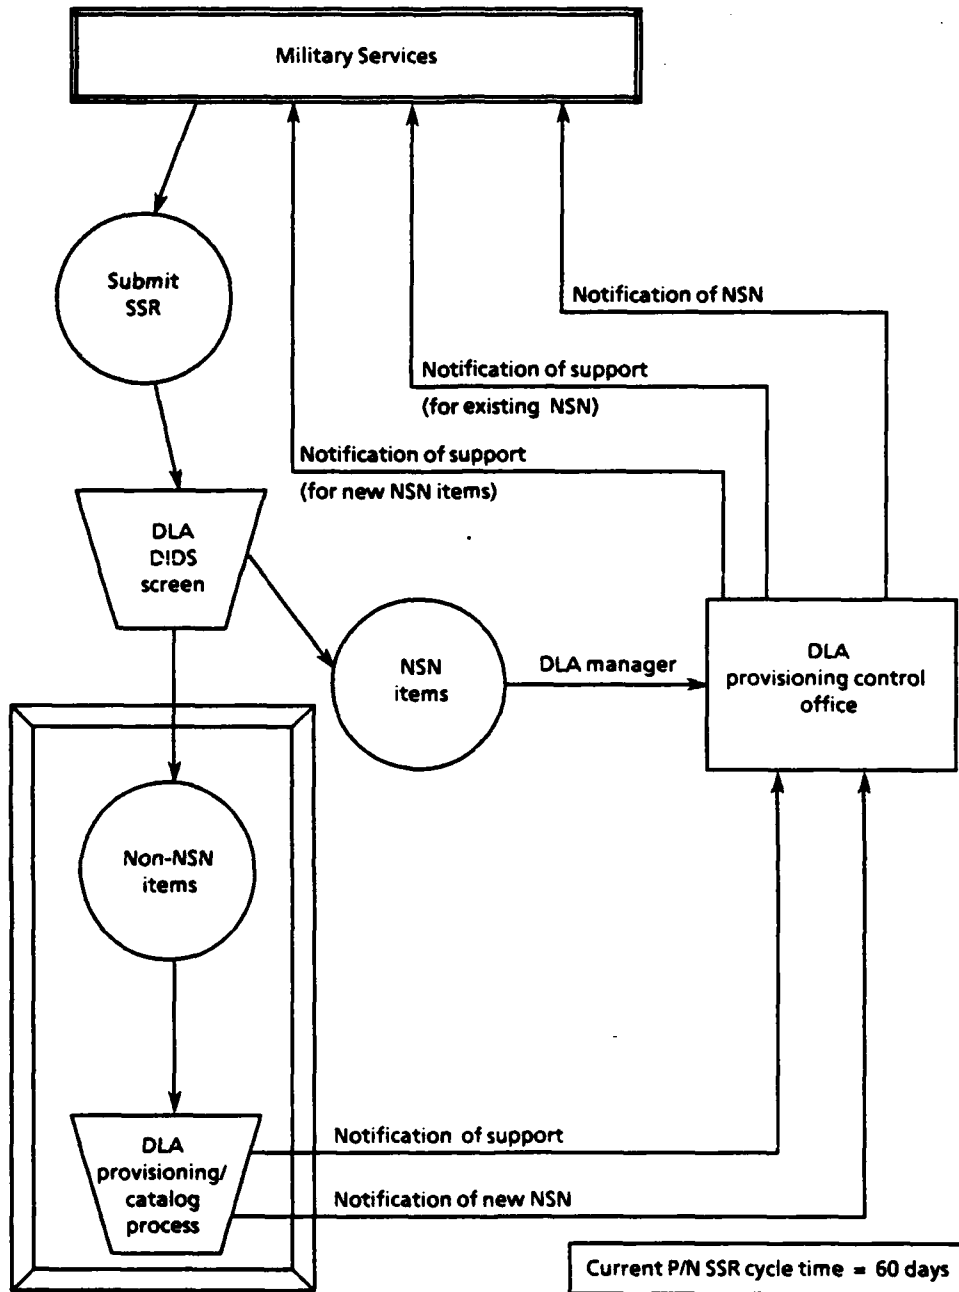 Military Services
Submit
SSR
Notification of NSN
Notification of support
(for existing NSN)
Notification of support
(for new NSN items)
DLA
DIDS
screen
NSN
items
DLA manager
DLA
provisioning control
office
Non-NSN
items
DLA
provisioning/
catalog
process
Notification of support
Notification of new NSN
Current P/N SSR cycle time = 60 days